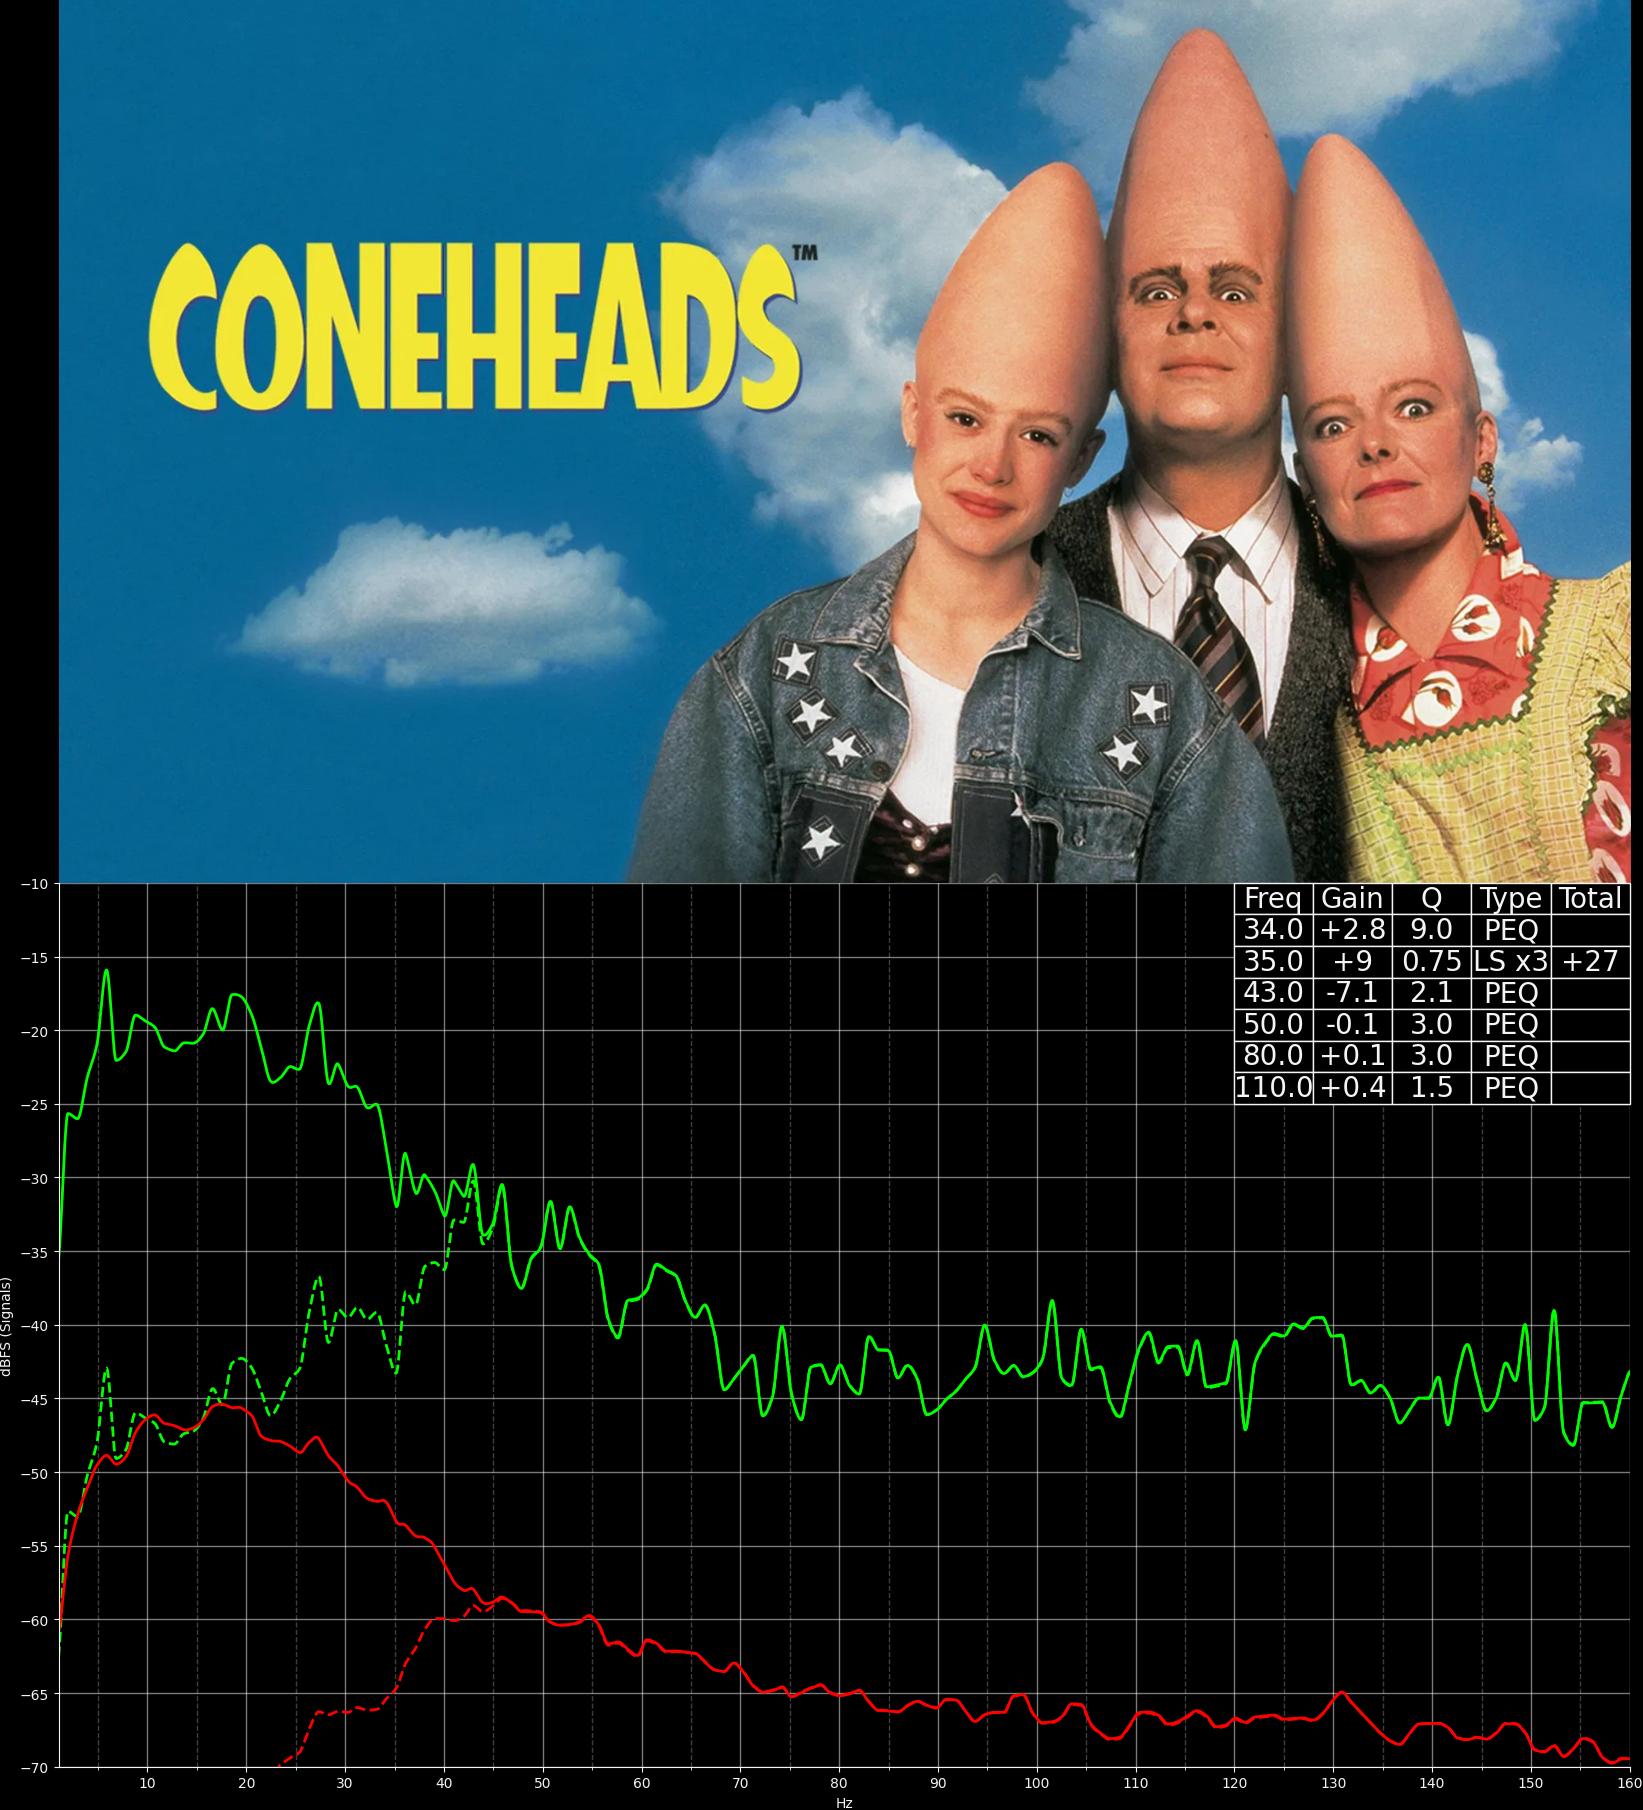 CONEHEADS™
Freq Gain Q Type Total
34.0 +2.8 9.0 PEQ
35.0 +9 0.75 LS x3 +27
43.0 -7.1 2.1 PEQ
50.0 -0.1 3.0 PEQ
80.0 +0.1 3.0 PEQ
110.0 +0.4 1.5 PEQ
−10
−15
−20
−25
−30
−35
−40
−45
−50
−55
−60
−65
−70
dBFS (Signals)
10 20 30 40 50 60 70 80 90 100 110 120 130 140 150 160
Hz